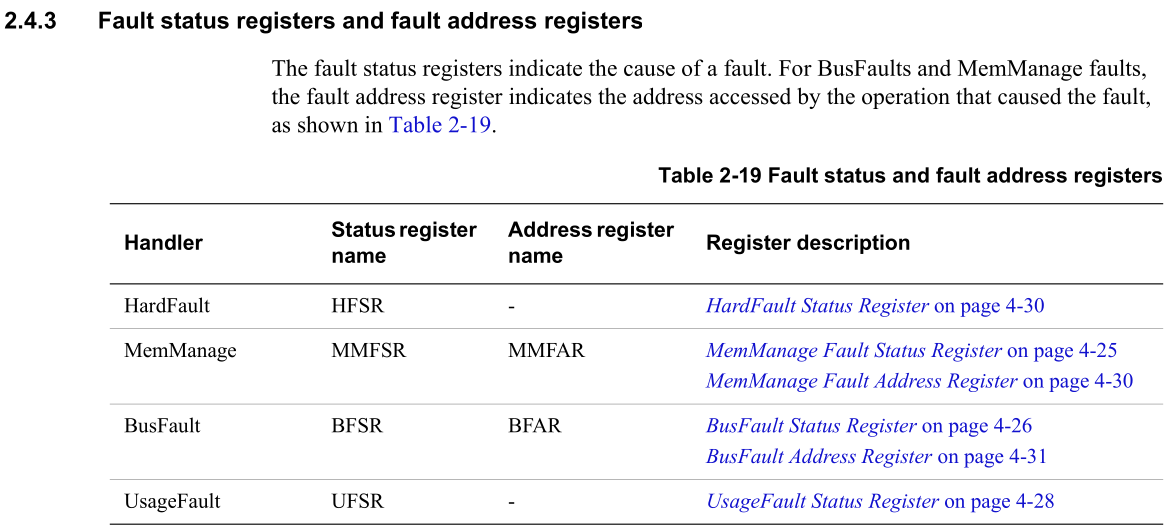 2.4.3 Fault status registers and fault address registers
The fault status registers indicate the cause of a fault. For BusFaults and MemManage faults,
the fault address register indicates the address accessed by the operation that caused the fault,
as shown in Table 2-19.
Table 2-19 Fault status and fault address registers
Handler Status register name Address register name Register description
HardFault HFSR - HardFault Status Register on page 4-30
MemManage MMFSR MMFAR MemManage Fault Status Register on page 4-25
MemManage Fault Address Register on page 4-30
BusFault BFSR BFAR BusFault Status Register on page 4-26
BusFault Address Register on page 4-31
UsageFault UFSR - UsageFault Status Register on page 4-28